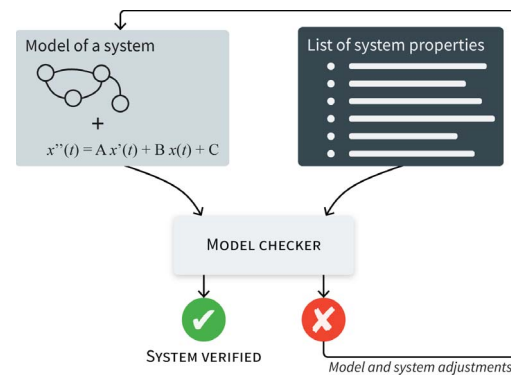 Model of a system
+
x’’(t) = A x’(t) + B x(t) + C
List of system properties
MODEL CHECKER
SYSTEM VERIFIED
Model and system adjustments